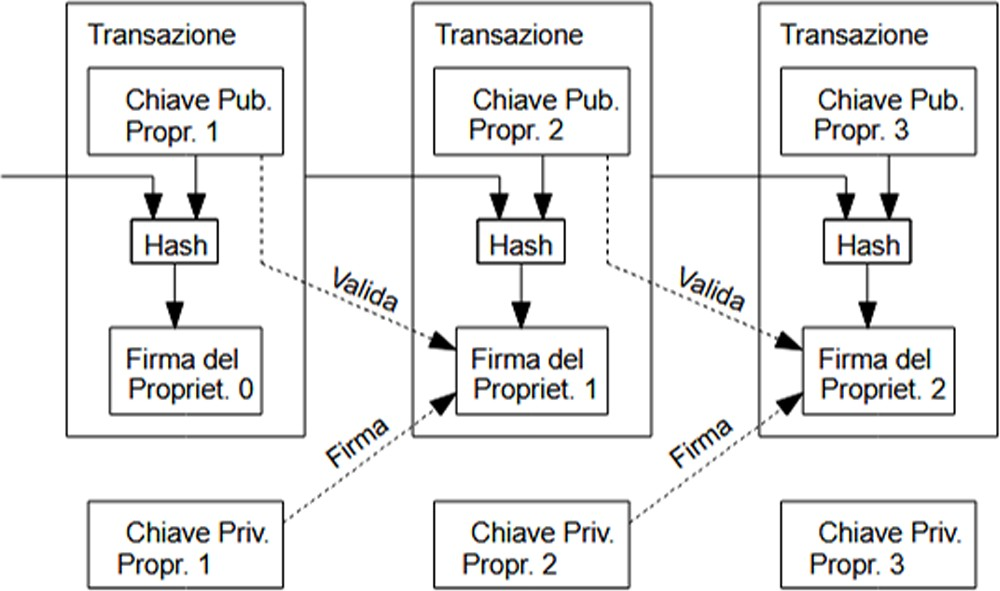 Transazione
Chiave Pub.
Propr. 1
Hash
Firma del
Propriet. 0
Transazione
Chiave Pub.
Propr. 2
Hash
Valida
Firma del
Propriet. 1
Firma
Transazione
Chiave Pub.
Propr. 3
Hash
Valida
Firma del
Propriet. 2
Firma
Chiave Priv.
Propr. 1
Chiave Priv.
Propr. 2
Chiave Priv.
Propr. 3